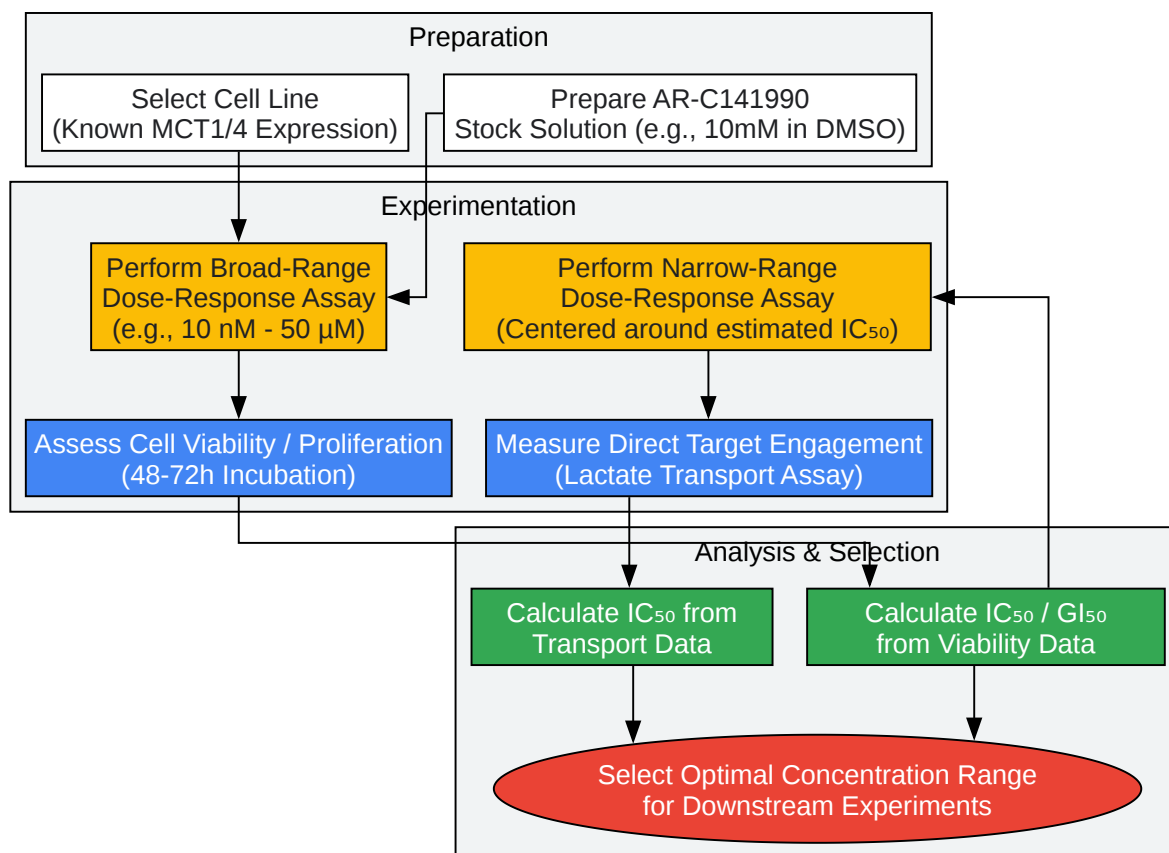 Preparation
Select Cell Line
(Known MCT1/4 Expression)
Prepare AR-C141990
Stock Solution (e.g., 10mM in DMSO)
Experimentation
Perform Broad-Range
Dose-Response Assay
(e.g., 10 nM - 50 µM)
Perform Narrow-Range
Dose-Response Assay
(Centered around estimated IC₅₀)
Assess Cell Viability / Proliferation
(48-72h Incubation)
Measure Direct Target Engagement
(Lactate Transport Assay)
Analysis & Selection
Calculate IC₅₀ from
Transport Data
Calculate IC₅₀ / GI₅₀
from Viability Data
Select Optimal Concentration Range
for Downstream Experiments